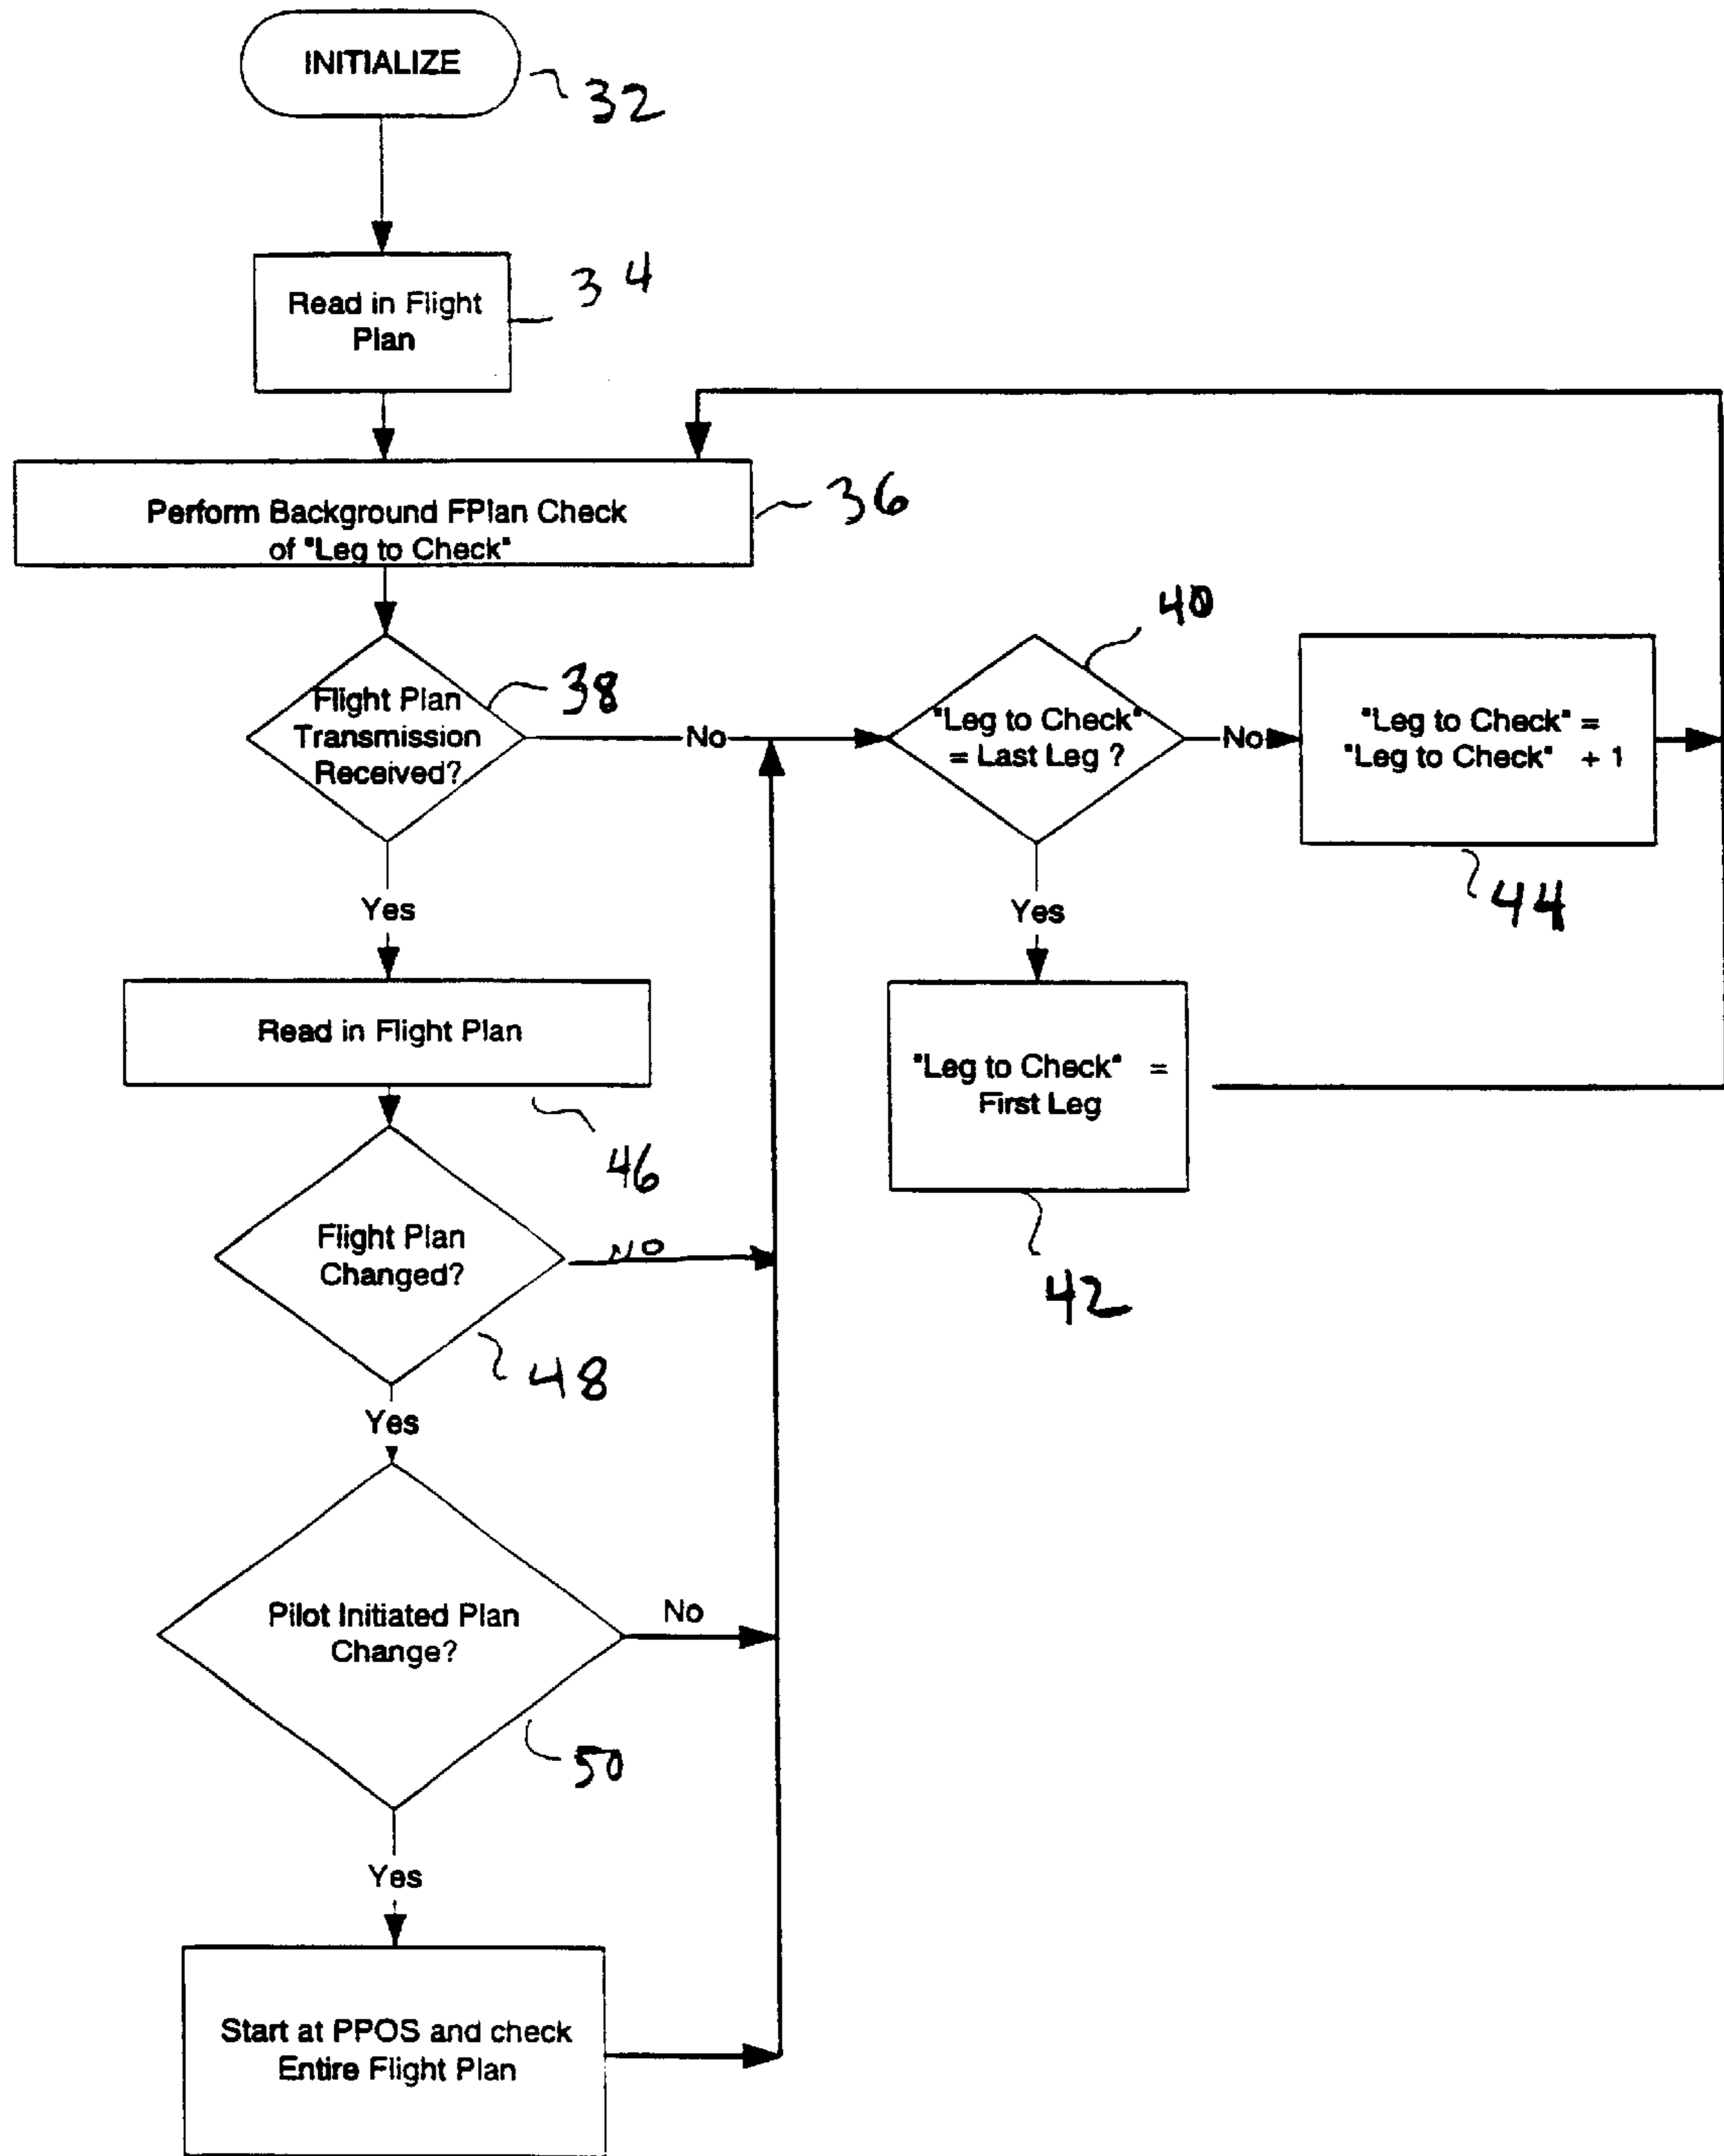 INITIALIZE
32
Read in Flight
Plan
34
Perform Background FPlan Check
of "Leg to Check"
36
Flight Plan
Transmission
Received?
38
No
"Leg to Check"
= Last Leg ?
40
No
"Leg to Check" =
"Leg to Check" + 1
44
Yes
Yes
Read in Flight Plan
46
"Leg to Check" =
First Leg
42
Flight Plan
Changed?
NO
48
Yes
Pilot Initiated Plan
Change?
No
50
Yes
Start at PPOS and check
Entire Flight Plan